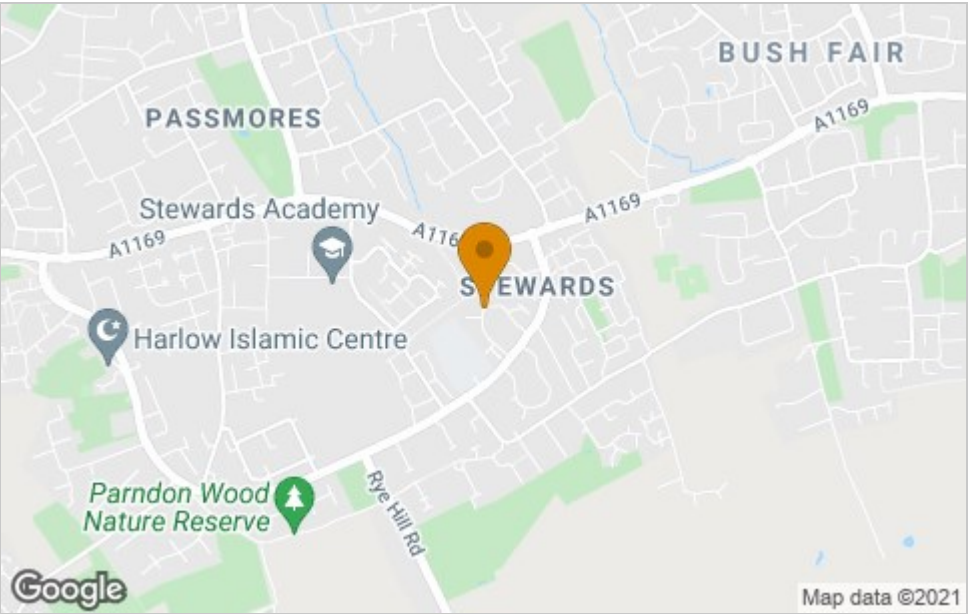 BUSH FAIR
A1169
PASSMORES
Stewards Academy
A1169
A1169
A116
STEWARDS
Harlow Islamic Centre
Parndon Wood
Nature Reserve
Rye Hill Rd
Google
Map data ©2021